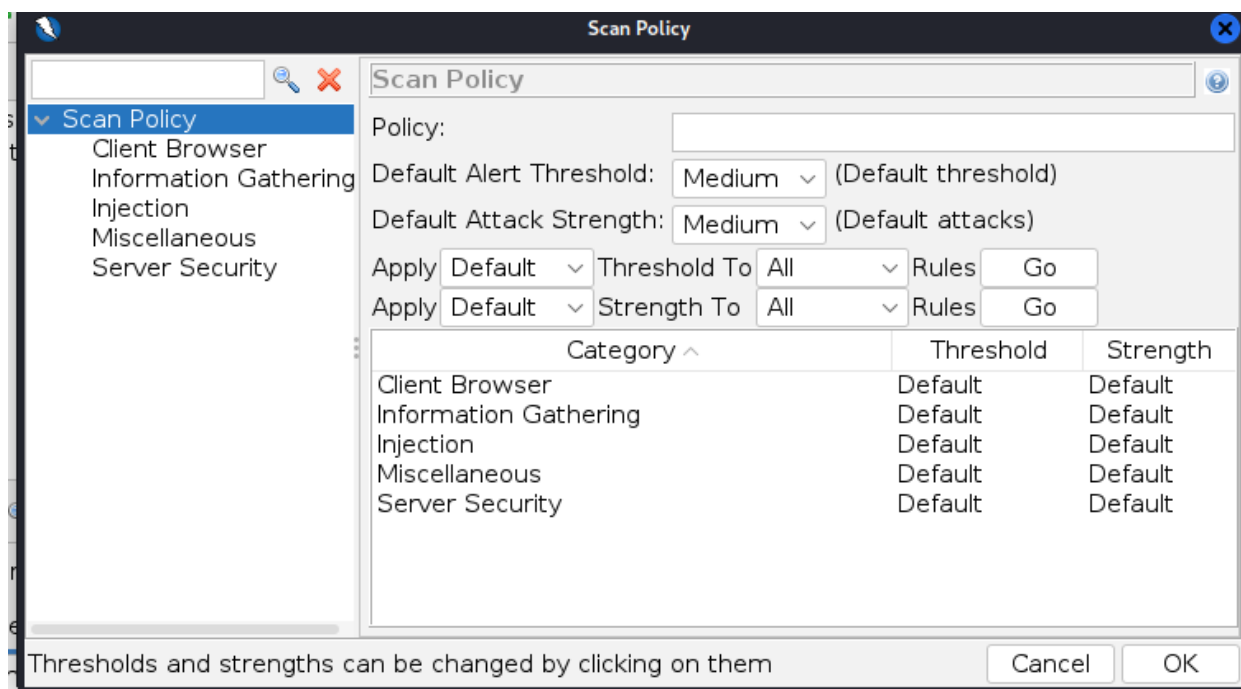 Scan Policy
Scan Policy
Scan Policy
Client Browser
Information Gathering
Injection
Miscellaneous
Server Security
Policy:
Default Alert Threshold: Medium (Default threshold)
Default Attack Strength: Medium (Default attacks)
Apply Default Threshold To All Rules Go
Apply Default Strength To All Rules Go
Category Threshold Strength
Client Browser Default Default
Information Gathering Default Default
Injection Default Default
Miscellaneous Default Default
Server Security Default Default
Thresholds and strengths can be changed by clicking on them Cancel OK